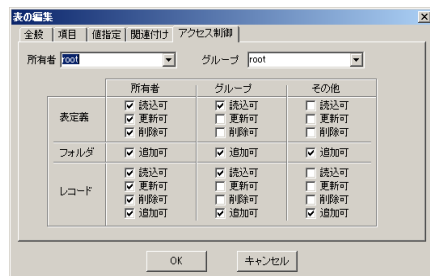 表の編集
全般 項目 値指定 関連付け アクセス制御
所有者 root グループ root
所有者 グループ その他
表定義 読込可 読込可 読込可
更新可 更新可 更新可
削除可 削除可 削除可
フォルダ 追加可 追加可 追加可
レコード 読込可 読込可 読込可
更新可 更新可 更新可
削除可 削除可 削除可
追加可 追加可 追加可
OK キャンセル